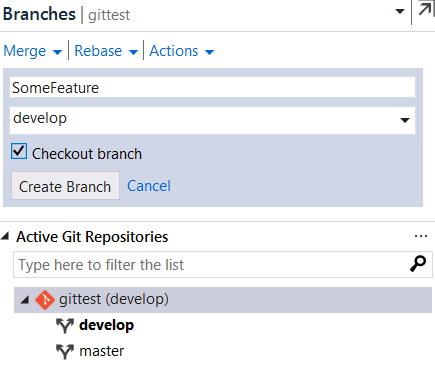 Branches | gittest
Merge | Rebase | Actions
SomeFeature
develop
Checkout branch
Create Branch Cancel
Active Git Repositories ...
Type here to filter the list
gittest (develop)
develop
master